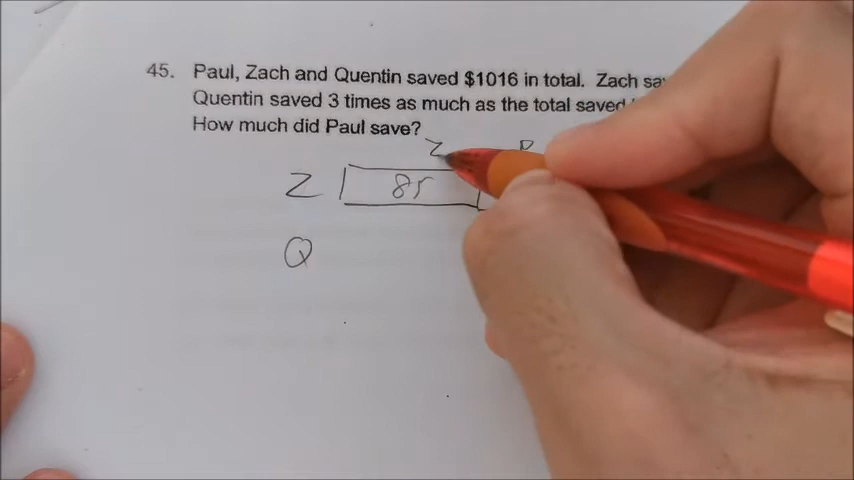 45. Paul, Zach and Quentin saved $1016 in total. Zach
Quentin saved 3 times as much as the total saved
How much did Paul save?
Z P
Z 85
Q